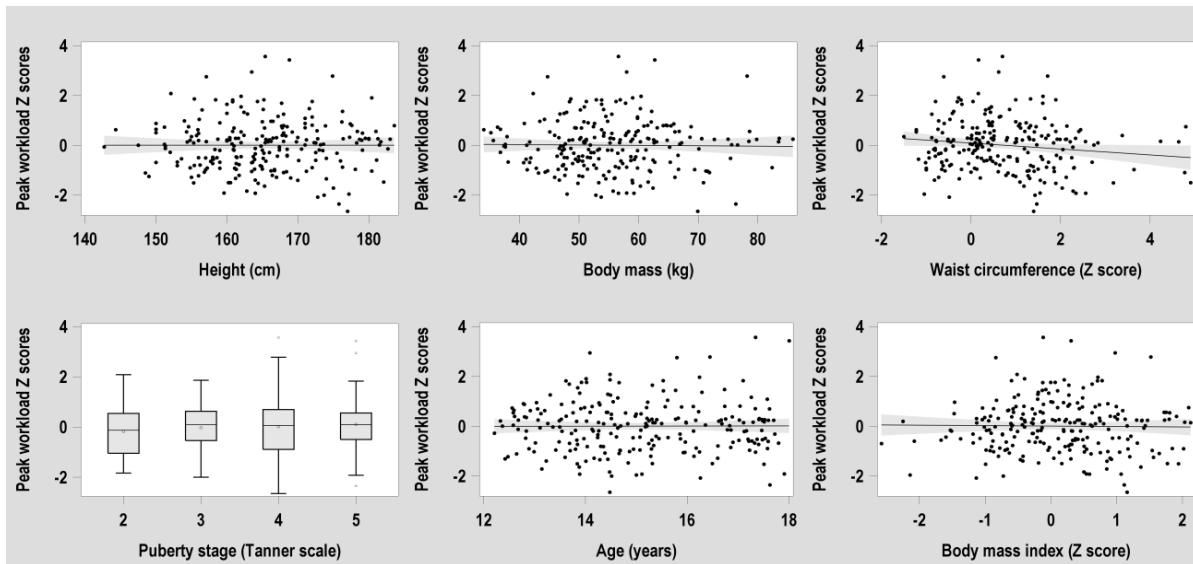 Peak workload Z scores
4
2
0
-2
140 150 160 170 180
Height (cm)
Peak workload Z scores
4
2
0
-2
40 50 60 70 80
Body mass (kg)
Peak workload Z scores
4
2
0
-2
-2 0 2 4
Waist circumference (Z score)
Peak workload Z scores
4
2
0
-2
2 3 4 5
Puberty stage (Tanner scale)
Peak workload Z scores
4
2
0
-2
12 14 16 18
Age (years)
Peak workload Z scores
4
2
0
-2
-2 -1 0 1 2
Body mass index (Z score)